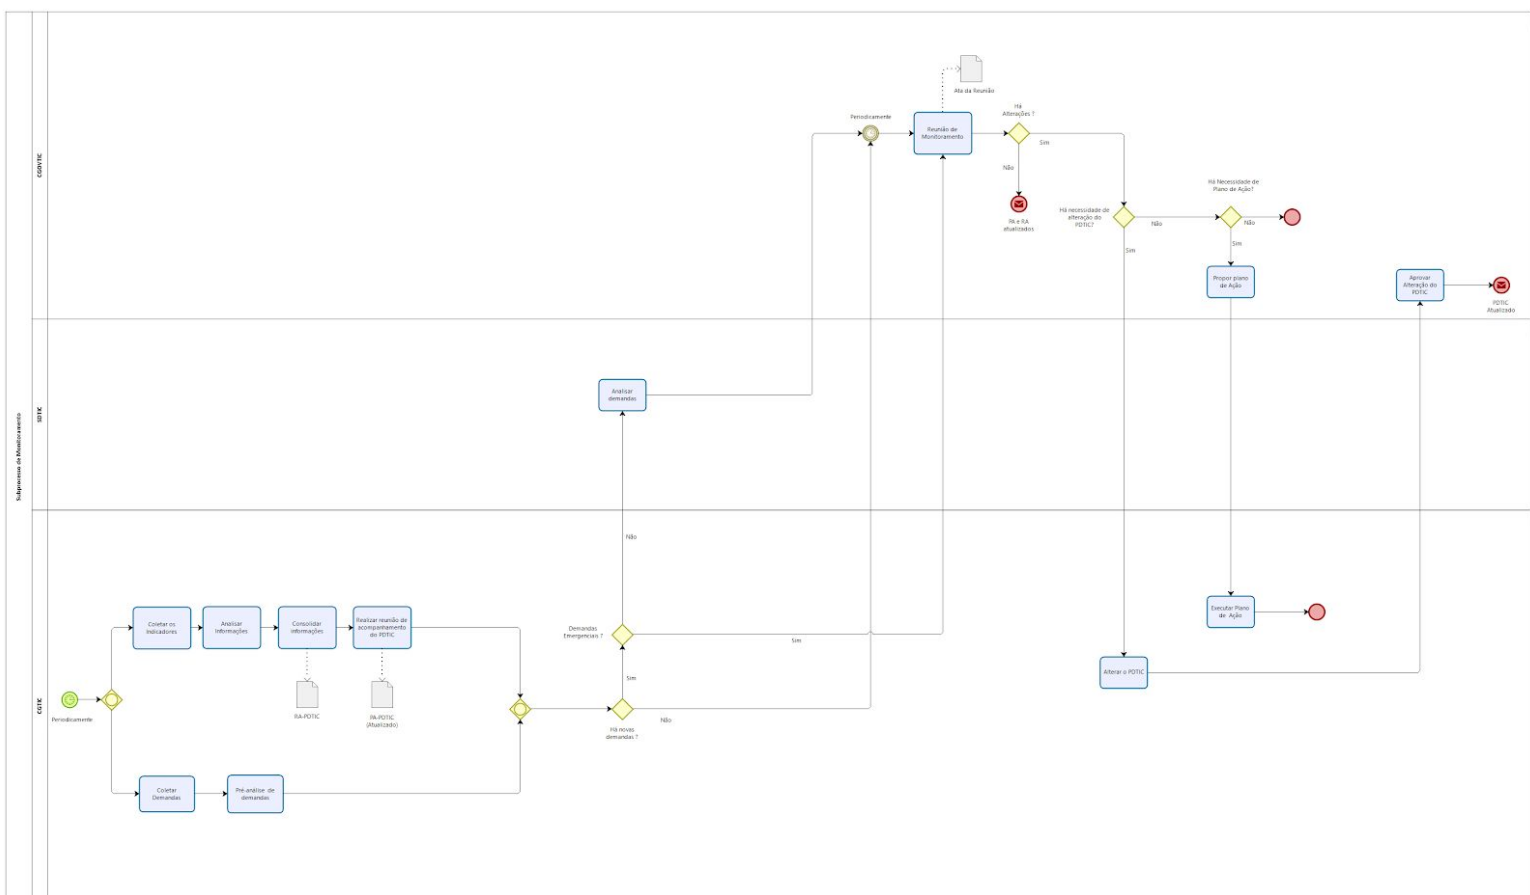 Subprocesso de Monitoramento
CGOVTIC
Ata da Reunião
Periodicamente
Reunião de
Monitoramento
Há
Alterações ?
Sim
Não
PA e RA
atualizados
Há necessidade de
alteração do
PDTIC?
Não
Sim
Há Necessidade de
Plano de Ação?
Não
Sim
Propor plano
de Ação
Aprovar
Alteração do
PDTIC
PDTIC
Atualizado
SDTIC
Analisar
demandas
CGTIC
Não
Demandas
Emergenciais ?
Sim
Sim
Não
Há novas
demandas ?
Periodicamente
Coletar os
Indicadores
Analisar
Informações
Consolidar
informações
Realizar reunião de
acompanhamento
do PDTIC
RA-PDTIC
PA-PDTIC
(Atualizado)
Coletar
Demandas
Pré-análise de
demandas
Executar Plano
de Ação
Alterar o PDTIC